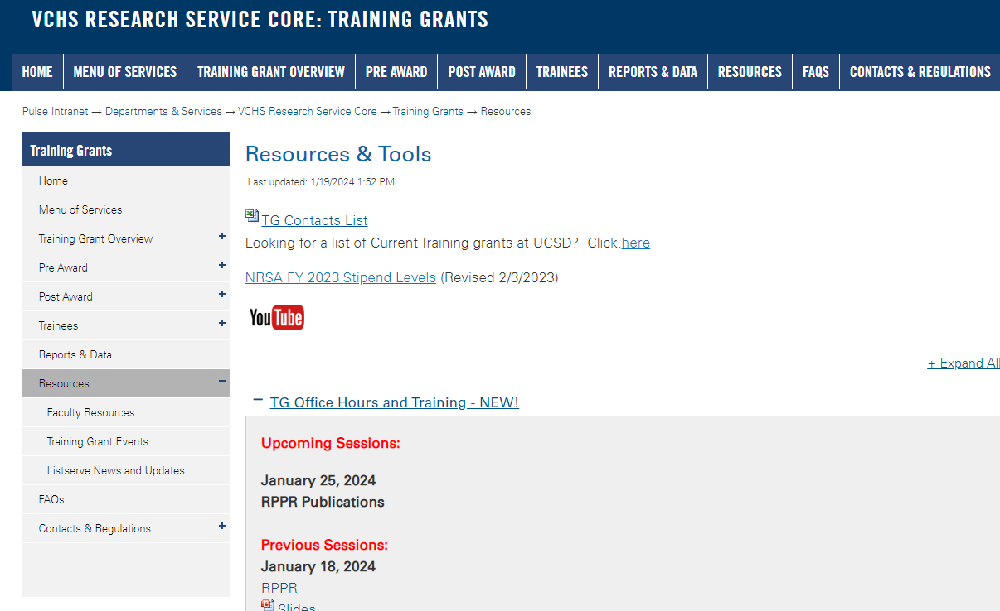 VCHS RESEARCH SERVICE CORE: TRAINING GRANTS
HOME
MENU OF SERVICES
TRAINING GRANT OVERVIEW
PRE AWARD
POST AWARD
TRAINEES
REPORTS & DATA
RESOURCES
FAQS
CONTACTS & REGULATIONS
Pulse Intranet → Departments & Services → VCHS Research Service Core → Training Grants → Resources
Training Grants
Home
Menu of Services
Training Grant Overview +
Pre Award +
Post Award +
Trainees +
Reports & Data
Resources −
Faculty Resources
Training Grant Events
Listserve News and Updates
FAQs
Contacts & Regulations +
Resources & Tools
Last updated: 1/19/2024 1:52 PM
TG Contacts List
Looking for a list of Current Training grants at UCSD?  Click,here
NRSA FY 2023 Stipend Levels (Revised 2/3/2023)
YouTube
+ Expand All
− TG Office Hours and Training - NEW!
Upcoming Sessions:
January 25, 2024
RPPR Publications
Previous Sessions:
January 18, 2024
RPPR
Slides